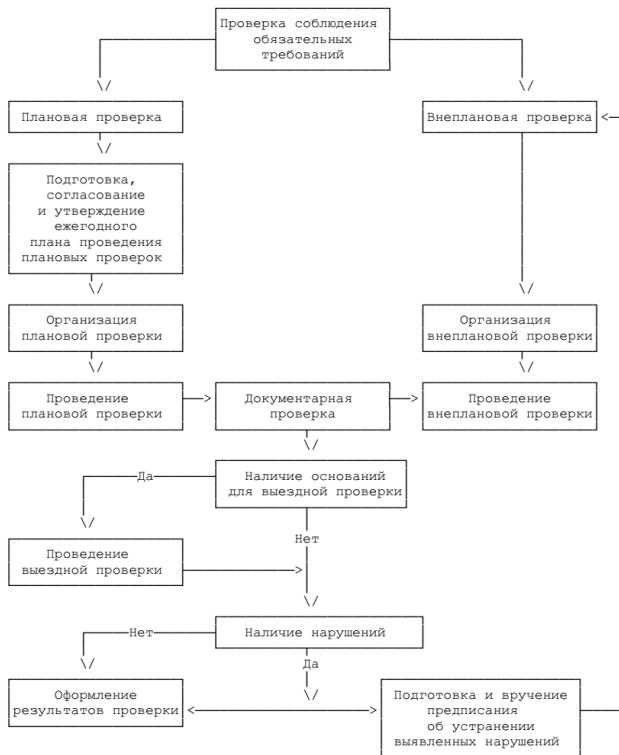 Проверка соблюдения
обязательных
требований
Плановая проверка
Внеплановая проверка
Подготовка,
согласование
и утверждение
ежегодного
плана проведения
плановых проверок
Организация
плановой проверки
Организация
внеплановой проверки
Проведение
плановой проверки
Документарная
проверка
Проведение
внеплановой проверки
Да
Наличие оснований
для выездной проверки
Нет
Проведение
выездной проверки
Нет
Наличие нарушений
Да
Оформление
результатов проверки
Подготовка и вручение
предписания
об устранении
выявленных нарушений